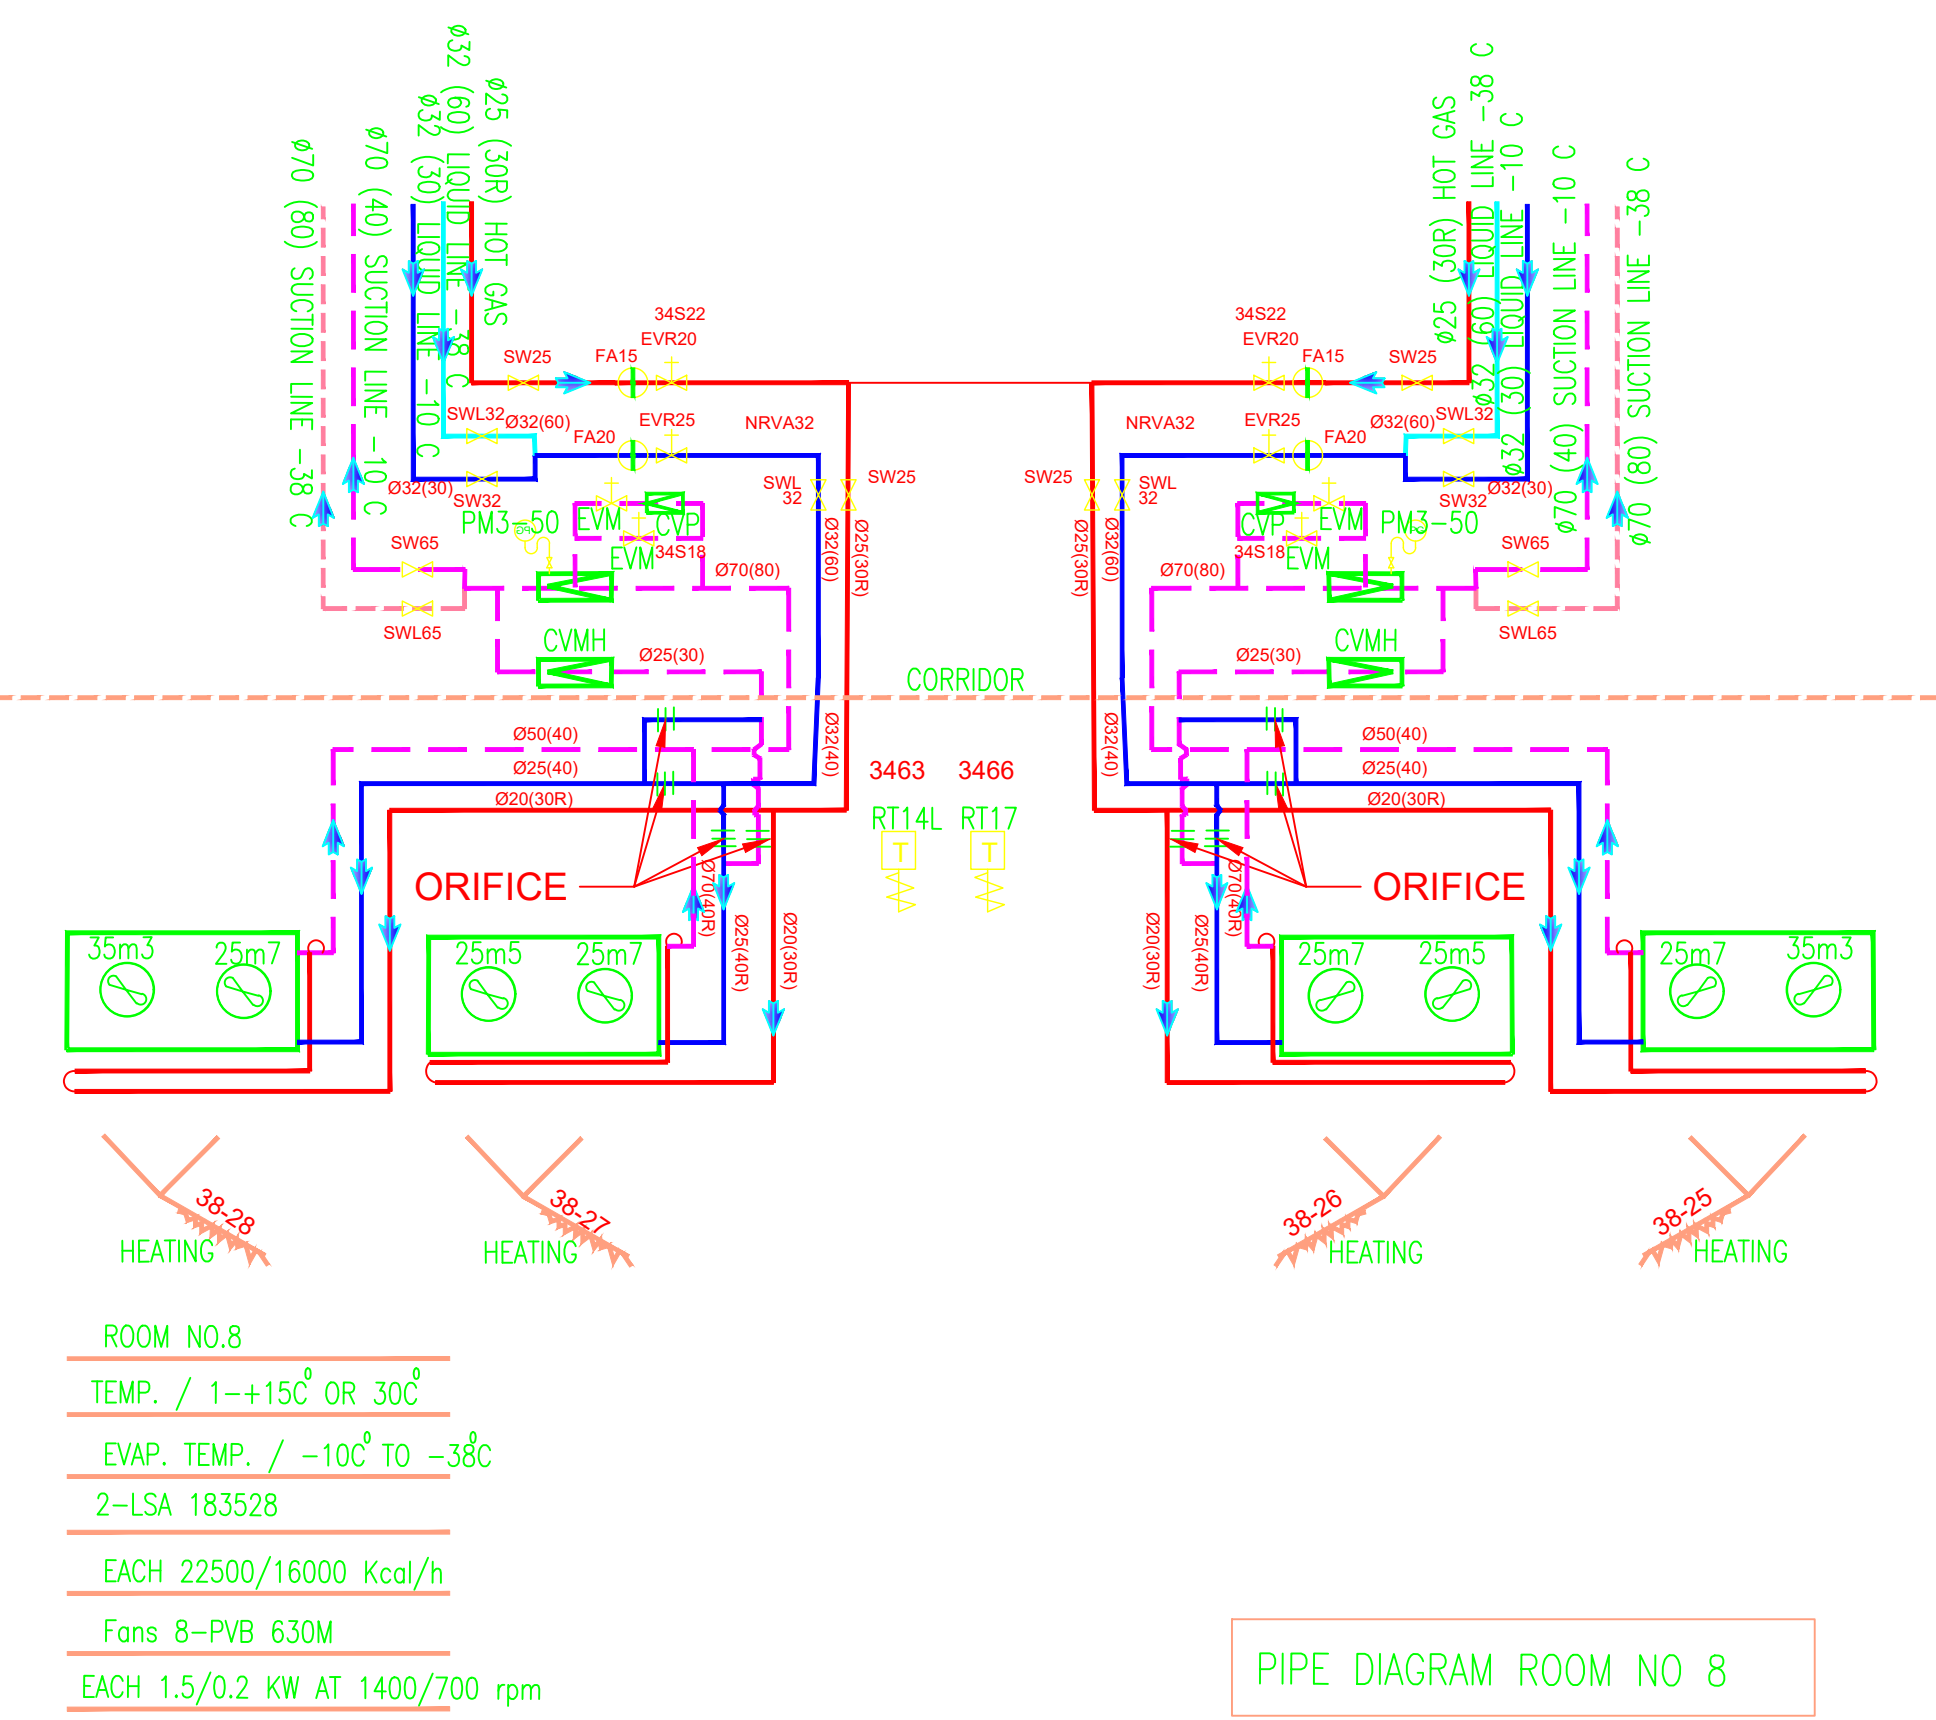 ø70 (80) SUCTION LINE -38 C
ø70 (40) SUCTION LINE -10 C
ø32 (30) LIQUID LINE -10 C
ø32 (60) LIQUID LINE -38 C
ø25 (30R) HOT GAS
ø25 (30R) HOT GAS
ø32 (60) LIQUID LINE -38 C
ø32 (30) LIQUID LINE -10 C
ø70 (40) SUCTION LINE -10 C
ø70 (80) SUCTION LINE -38 C
34S22
EVR20
FA15
SW25
SWL32
Ø32(60)
FA20
EVR25
NRVA32
SWL
32
SW25
Ø32(30)
SW32
PM3-50
PG
EVM
CVP
EVM
34S18
SW65
SWL65
Ø70(80)
Ø32(60)
Ø25(30R)
CVMH
Ø25(30)
34S22
EVR20
FA15
SW25
SWL32
Ø32(60)
FA20
EVR25
NRVA32
SW25
SWL
32
Ø32(30)
SW32
PM3-50
PG
EVM
CVP
EVM
34S18
SW65
SWL65
Ø70(80)
Ø25(30R)
Ø32(60)
CVMH
Ø25(30)
CORRIDOR
Ø50(40)
Ø25(40)
Ø20(30R)
Ø32(40)
3463
3466
RT14L
RT17
T
T
Ø32(40)
Ø50(40)
Ø25(40)
Ø20(30R)
ORIFICE
Ø70(40R)
Ø25(40R)
Ø20(30R)
ORIFICE
Ø20(30R)
Ø25(40R)
Ø70(40R)
35m3
25m7
25m5
25m7
25m7
25m5
25m7
35m3
38-28
HEATING
38-27
HEATING
38-26
HEATING
38-25
HEATING
ROOM NO.8
TEMP. / 1-+15C⁰ OR 30C⁰
EVAP. TEMP. / -10C⁰ TO -38⁰C
2-LSA 183528
EACH 22500/16000 Kcal/h
Fans 8-PVB 630M
EACH 1.5/0.2 KW AT 1400/700 rpm
PIPE DIAGRAM ROOM NO 8